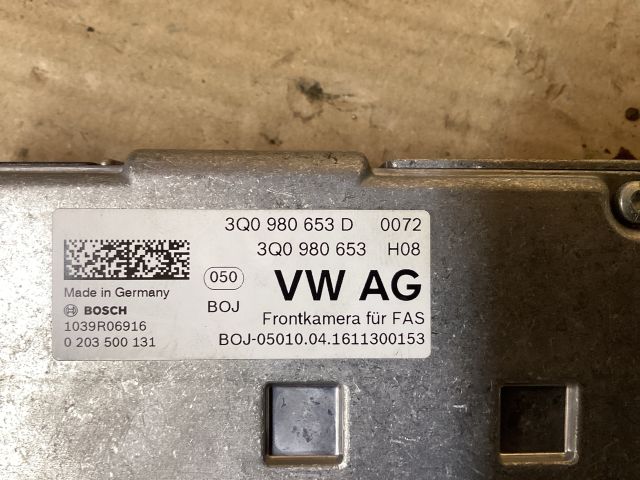 3Q0 980 653 D 0072
3Q0 980 653 H08
050
VW AG
Made in Germany
BOSCH
BOJ
Frontkamera für FAS
1039R06916
0 203 500 131
BOJ-05010.04.1611300153